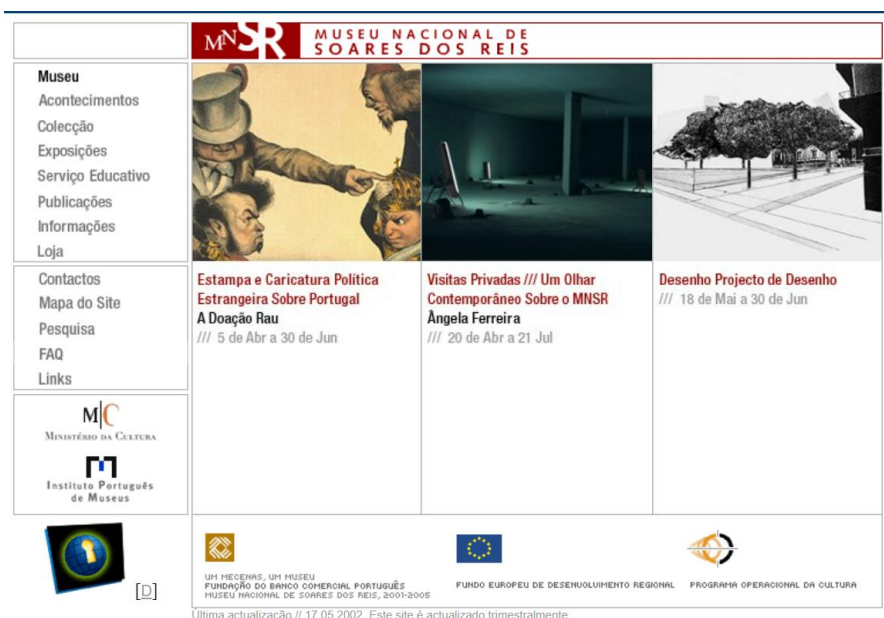 MNSR MUSEU NACIONAL DE
SOARES DOS REIS
Museu
Acontecimentos
Colecção
Exposições
Serviço Educativo
Publicações
Informações
Loja
Contactos
Mapa do Site
Pesquisa
FAQ
Links
M|C
MINISTÉRIO DA CULTURA
Instituto Português
de Museus
[D]
Estampa e Caricatura Política
Estrangeira Sobre Portugal
A Doação Rau
/// 5 de Abr a 30 de Jun
Visitas Privadas /// Um Olhar
Contemporâneo Sobre o MNSR
Ângela Ferreira
/// 20 de Abr a 21 Jul
Desenho Projecto de Desenho
/// 18 de Mai a 30 de Jun
UM MECENAS, UM MUSEU
FUNDAÇÃO DO BANCO COMERCIAL PORTUGUÊS
MUSEU NACIONAL DE SOARES DOS REIS, 2001-2005
FUNDO EUROPEU DE DESENVOLVIMENTO REGIONAL
PROGRAMA OPERACIONAL DA CULTURA
Última actualização // 17.05.2002. Este site é actualizado trimestralmente.